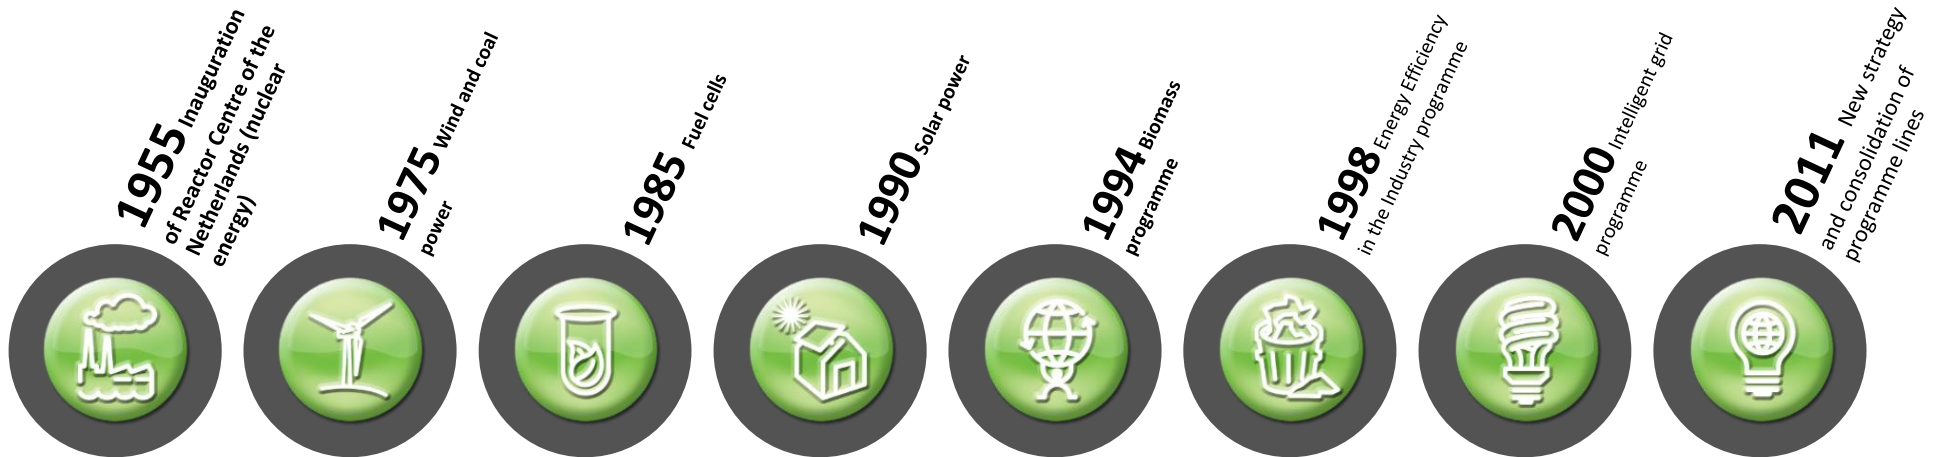 1955 Inauguration
of Reactor Centre of the
Netherlands (nuclear
energy)
1975 Wind and coal
power
1985 Fuel cells
1990 Solar power
1994 Biomass
programme
1998 Energy Efficiency
in the Industry programme
2000 Intelligent grid
programme
2011 New strategy
and consolidation of
programme lines